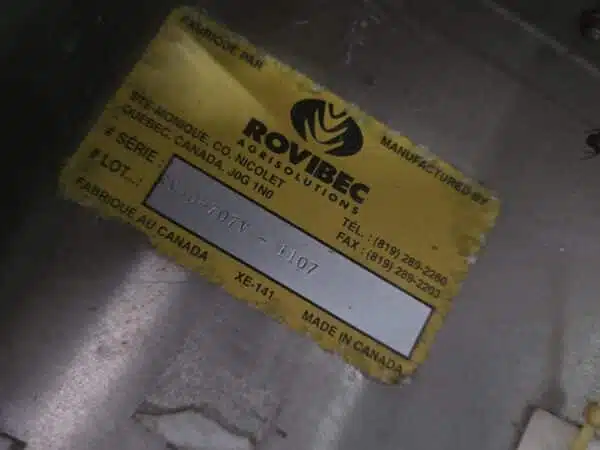 FABRIQUÉ PAR
MANUFACTURED BY
ROVIBEC
AGRISOLUTIONS
STE-MONIQUE, CO. NICOLET
QUÉBEC, CANADA, J0G 1N0
TÉL. : (819) 289-2260
FAX : (819) 289-2203
# SÉRIE :
# LOT :
707V - 1107
FABRIQUÉ AU CANADA
XE-141
MADE IN CANADA